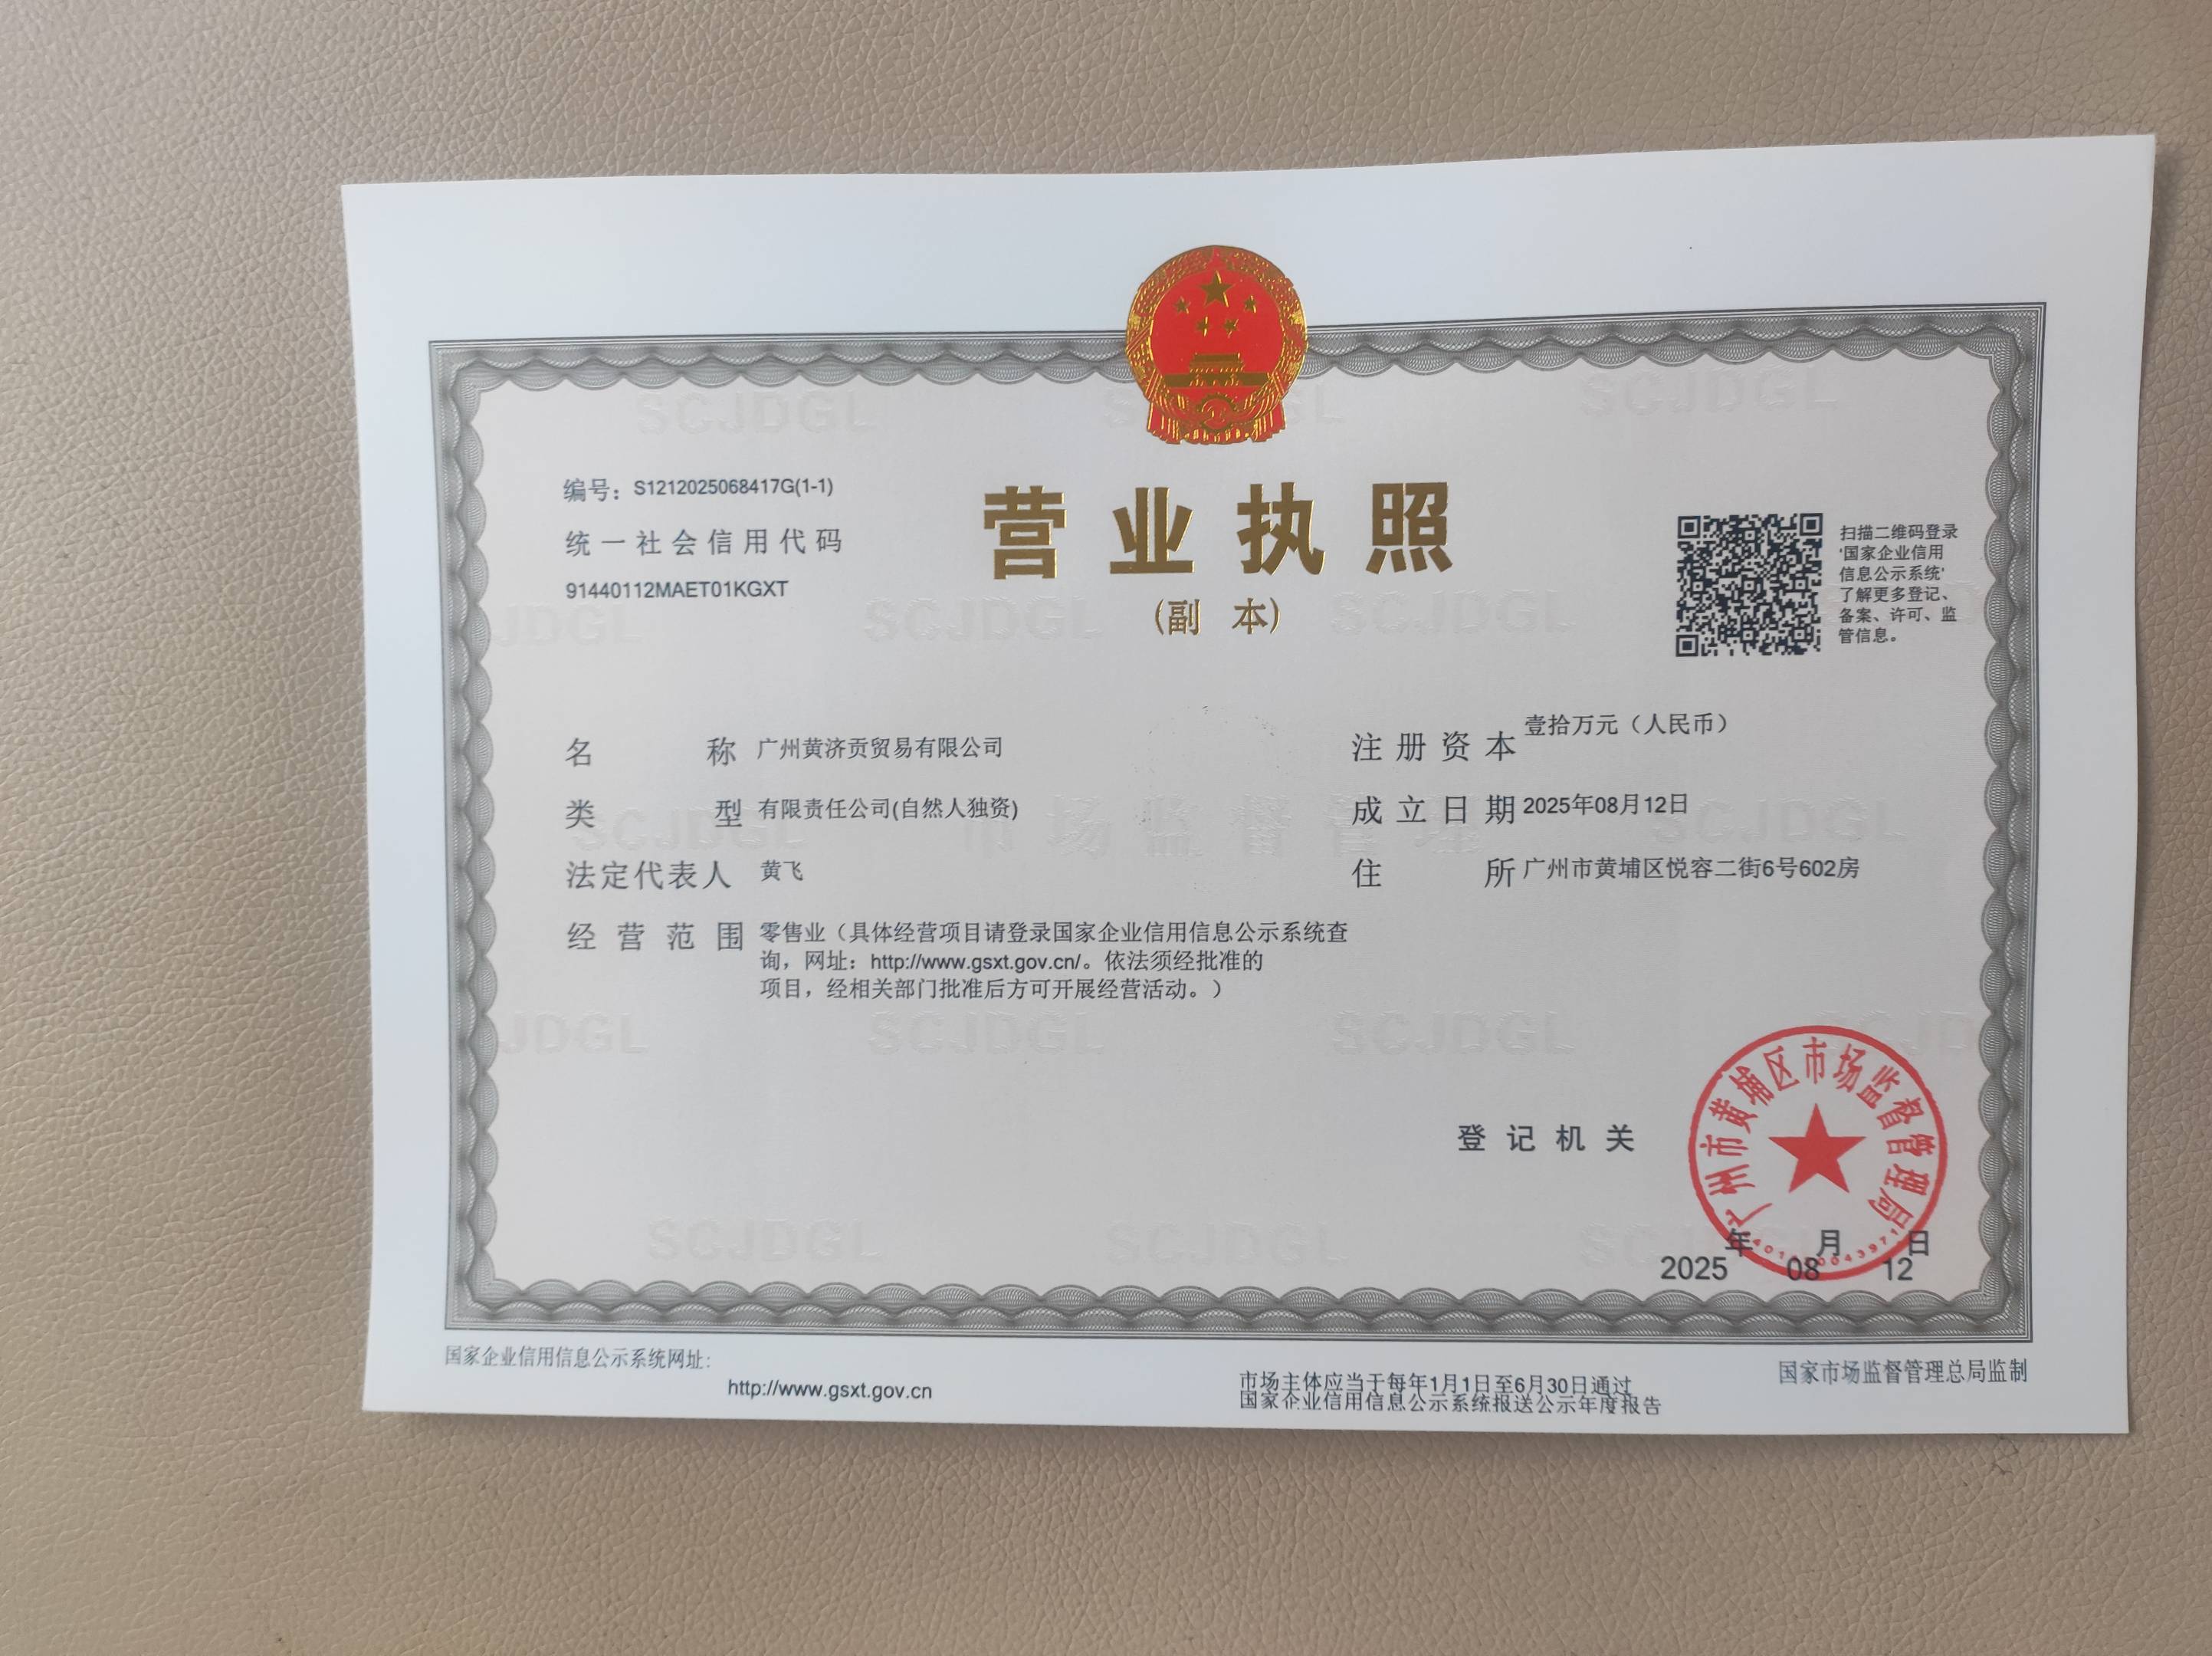 编号：S1212025068417G(1-1)
统一社会信用代码
91440112MAET01KGXT
营业执照
(副 本)
扫描二维码登录
'国家企业信用
信息公示系统'
了解更多登记、
备案、许可、监
管信息。
名 称 广州黄济贡贸易有限公司
类 型 有限责任公司(自然人独资)
法定代表人 黄飞
经营范围 零售业（具体经营项目请登录国家企业信用信息公示系统查
询，网址：http://www.gsxt.gov.cn/。依法须经批准的
项目，经相关部门批准后方可开展经营活动。）
注册资本 壹拾万元（人民币）
成立日期 2025年08月12日
住 所 广州市黄埔区悦容二街6号602房
登记机关
广州市黄埔区市场监督管理局
年 月 日
2025 08 12
国家企业信用信息公示系统网址：
http://www.gsxt.gov.cn
市场主体应当于每年1月1日至6月30日通过
国家企业信用信息公示系统报送公示年度报告
国家市场监督管理总局监制
SCJDGL
SCJDGL
SCJDGL
SCJDGL
SCJDGL
SCJDGL
SCJDGL
SCJDGL
SCJDGL
市场监督管理